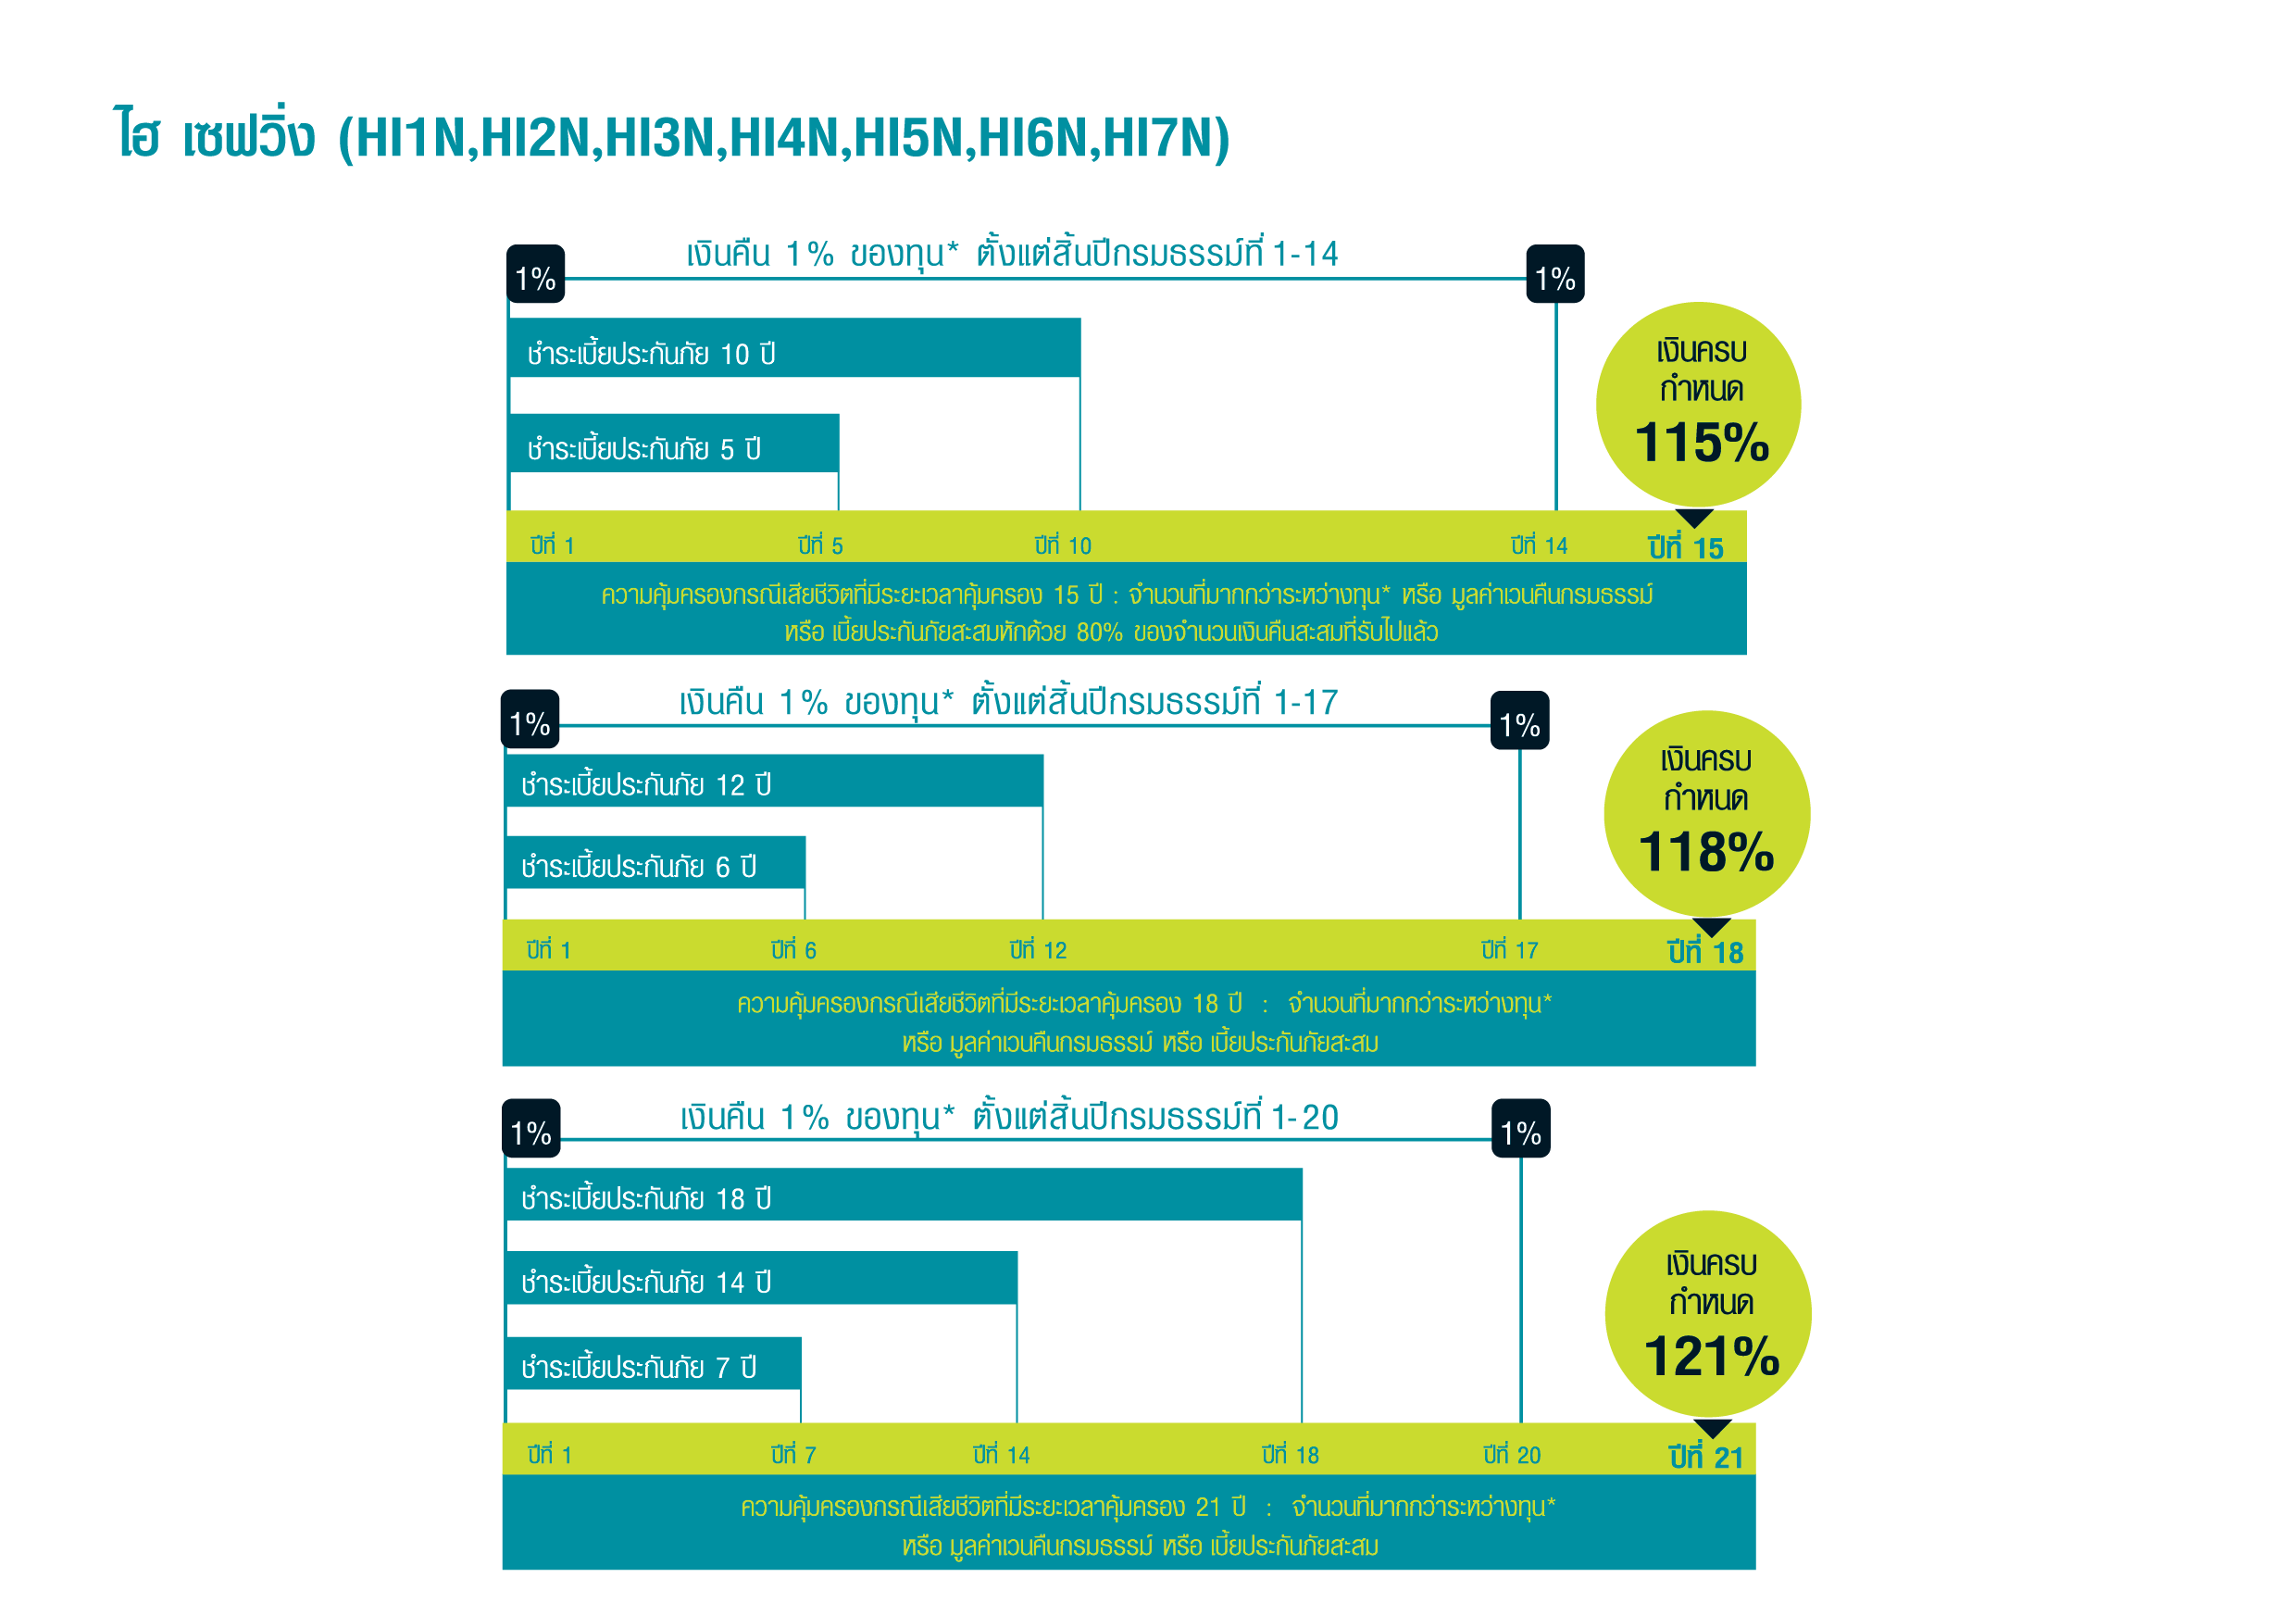 ไฮ เซฟวิ่ง (HI1N,HI2N,HI3N,HI4N,HI5N,HI6N,HI7N)
เงินคืน 1% ของทุน* ตั้งแต่สิ้นปีกรมธรรม์ที่ 1-14
1%
1%
ชำระเบี้ยประกันภัย 10 ปี
ชำระเบี้ยประกันภัย 5 ปี
เงินครบ
กำหนด
115%
ปีที่ 1 ปีที่ 5 ปีที่ 10 ปีที่ 14 ปีที่ 15
ความคุ้มครองกรณีเสียชีวิตที่มีระยะเวลาคุ้มครอง 15 ปี : จำนวนที่มากกว่าระหว่างทุน* หรือ มูลค่าเวนคืนกรมธรรม์
หรือ เบี้ยประกันภัยสะสมหักด้วย 80% ของจำนวนเงินคืนสะสมที่รับไปแล้ว
เงินคืน 1% ของทุน* ตั้งแต่สิ้นปีกรมธรรม์ที่ 1-17
1%
1%
ชำระเบี้ยประกันภัย 12 ปี
ชำระเบี้ยประกันภัย 6 ปี
เงินครบ
กำหนด
118%
ปีที่ 1 ปีที่ 6 ปีที่ 12 ปีที่ 17 ปีที่ 18
ความคุ้มครองกรณีเสียชีวิตที่มีระยะเวลาคุ้มครอง 18 ปี : จำนวนที่มากกว่าระหว่างทุน*
หรือ มูลค่าเวนคืนกรมธรรม์ หรือ เบี้ยประกันภัยสะสม
เงินคืน 1% ของทุน* ตั้งแต่สิ้นปีกรมธรรม์ที่ 1-20
1%
1%
ชำระเบี้ยประกันภัย 18 ปี
ชำระเบี้ยประกันภัย 14 ปี
ชำระเบี้ยประกันภัย 7 ปี
เงินครบ
กำหนด
121%
ปีที่ 1 ปีที่ 7 ปีที่ 14 ปีที่ 18 ปีที่ 20 ปีที่ 21
ความคุ้มครองกรณีเสียชีวิตที่มีระยะเวลาคุ้มครอง 21 ปี : จำนวนที่มากกว่าระหว่างทุน*
หรือ มูลค่าเวนคืนกรมธรรม์ หรือ เบี้ยประกันภัยสะสม